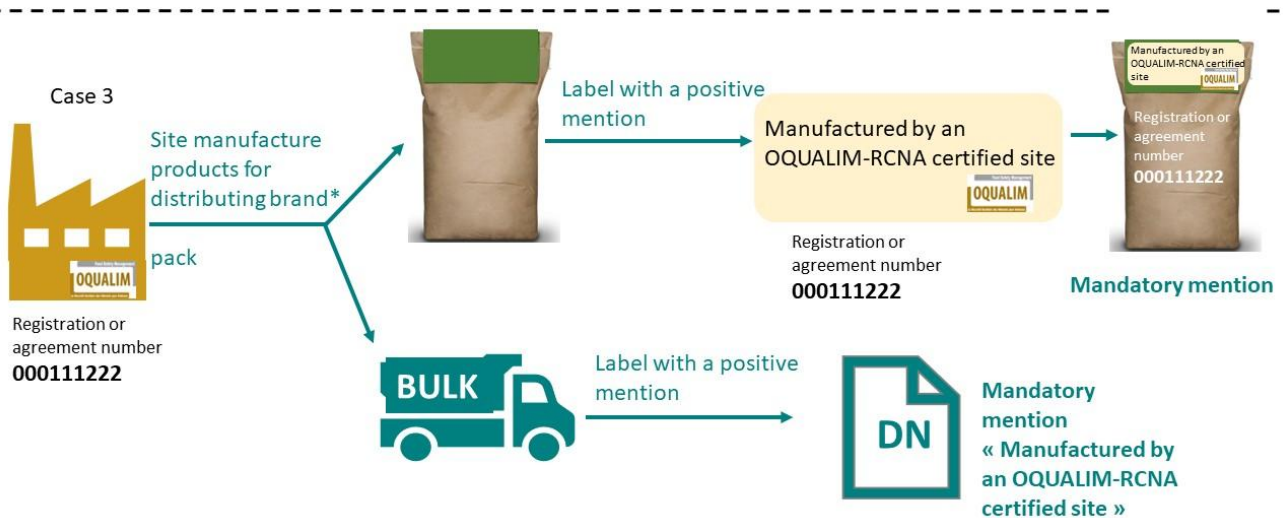 Case 3
OQUALIM
Registration or
agreement number
000111222
Site manufacture
products for
distributing brand*
pack
Label with a positive
mention
Manufactured by an
OQUALIM-RCNA certified site
OQUALIM
Registration or
agreement number
000111222
Manufactured by an
OQUALIM-RCNA certified
site
OQUALIM
Registration or
agreement
number
000111222
Mandatory mention
BULK
Label with a positive
mention
DN
Mandatory
mention
« Manufactured by
an OQUALIM-RCNA
certified site »